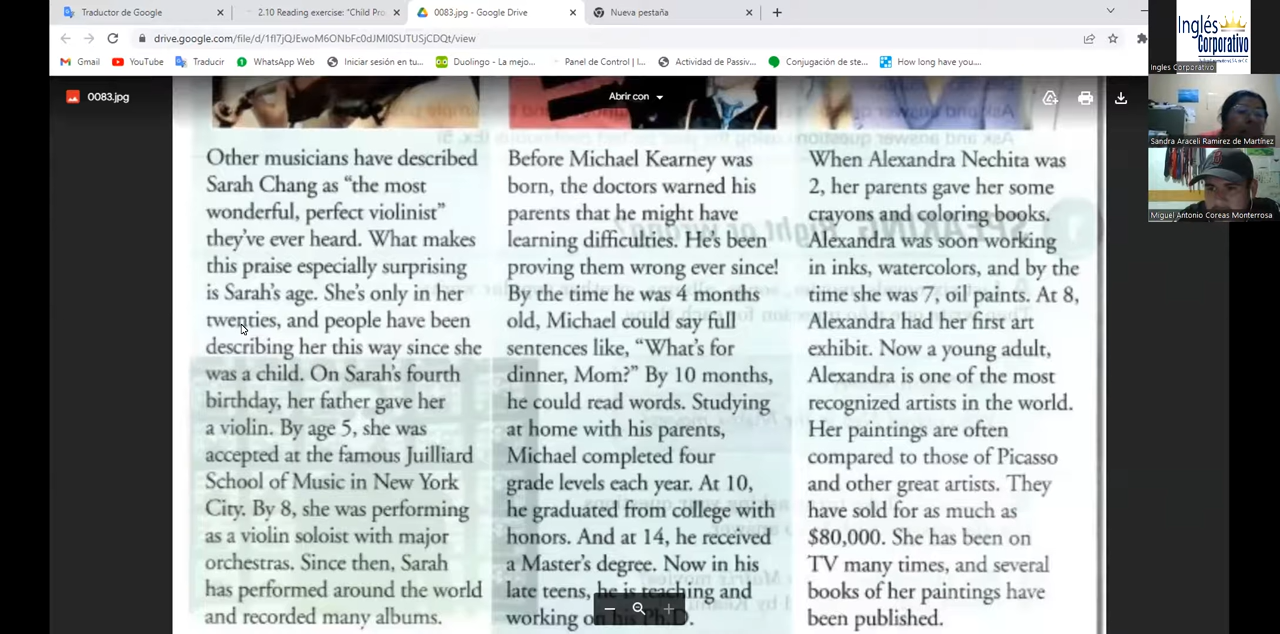 Traductor de Google
2.10 Reading exercise: "Child Pro
0083.jpg - Google Drive
Nueva pestaña
drive.google.com/file/d/1fl7jQJEwoM6ONbFc0dJMI0SUTUSjCDQt/view
Gmail
YouTube
Traducir
WhatsApp Web
Iniciar sesión en tu...
Duolingo - La mejo...
Panel de Control | I...
Actividad de Passiv...
Conjugación de ste...
How long have you....
0083.jpg
Abrir con
Other musicians have described
Sarah Chang as "the most
wonderful, perfect violinist"
they've ever heard. What makes
this praise especially surprising
is Sarah's age. She's only in her
twenties, and people have been
describing her this way since she
was a child. On Sarah's fourth
birthday, her father gave her
a violin. By age 5, she was
accepted at the famous Juilliard
School of Music in New York
City. By 8, she was performing
as a violin soloist with major
orchestras. Since then, Sarah
has performed around the world
and recorded many albums.
Before Michael Kearney was
born, the doctors warned his
parents that he might have
learning difficulties. He's been
proving them wrong ever since!
By the time he was 4 months
old, Michael could say full
sentences like, "What's for
dinner, Mom?" By 10 months,
he could read words. Studying
at home with his parents,
Michael completed four
grade levels each year. At 10,
he graduated from college with
honors. And at 14, he received
a Master's degree. Now in his
late teens, he is teaching and
working on his Ph.D.
When Alexandra Nechita was
2, her parents gave her some
crayons and coloring books.
Alexandra was soon working
in inks, watercolors, and by the
time she was 7, oil paints. At 8,
Alexandra had her first art
exhibit. Now a young adult,
Alexandra is one of the most
recognized artists in the world.
Her paintings are often
compared to those of Picasso
and other great artists. They
have sold for as much as
$80,000. She has been on
TV many times, and several
books of her paintings have
been published.
Inglés
Corporativo
Ingles Corporativo
Sandra Araceli Ramirez de Martínez
Miguel Antonio Coreas Monterrosa